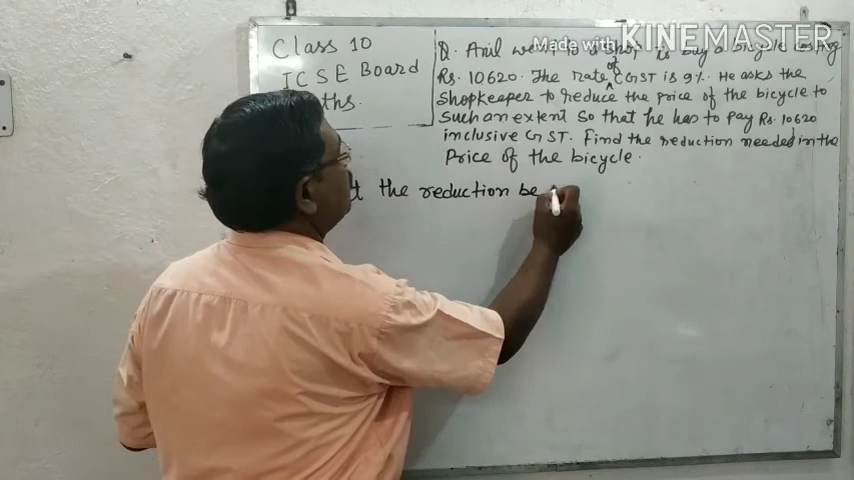 Class 10
ICSE Board
ths.
Q. Anil went to a shop to buy a bicycle costing
Rs. 10620. The rate of GST is 9%. He asks the
shopkeeper to reduce the price of the bicycle to
such an extent so that he has to pay Rs. 10620
inclusive GST. Find the reduction needed in the
price of the bicycle.
t the reduction be
Made with KINEMASTER